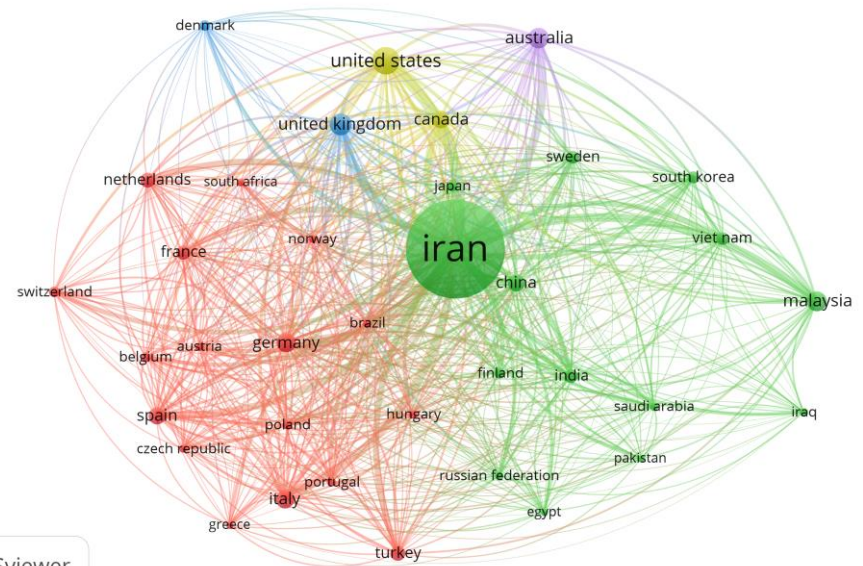 denmark
australia
united states
canada
united kingdom
sweden
netherlands
south africa
japan
south korea
norway
viet nam
france
iran
china
switzerland
malaysia
brazil
germany
austria
belgium
finland
india
saudi arabia
iraq
spain
hungary
poland
czech republic
pakistan
russian federation
portugal
italy
egypt
greece
turkey